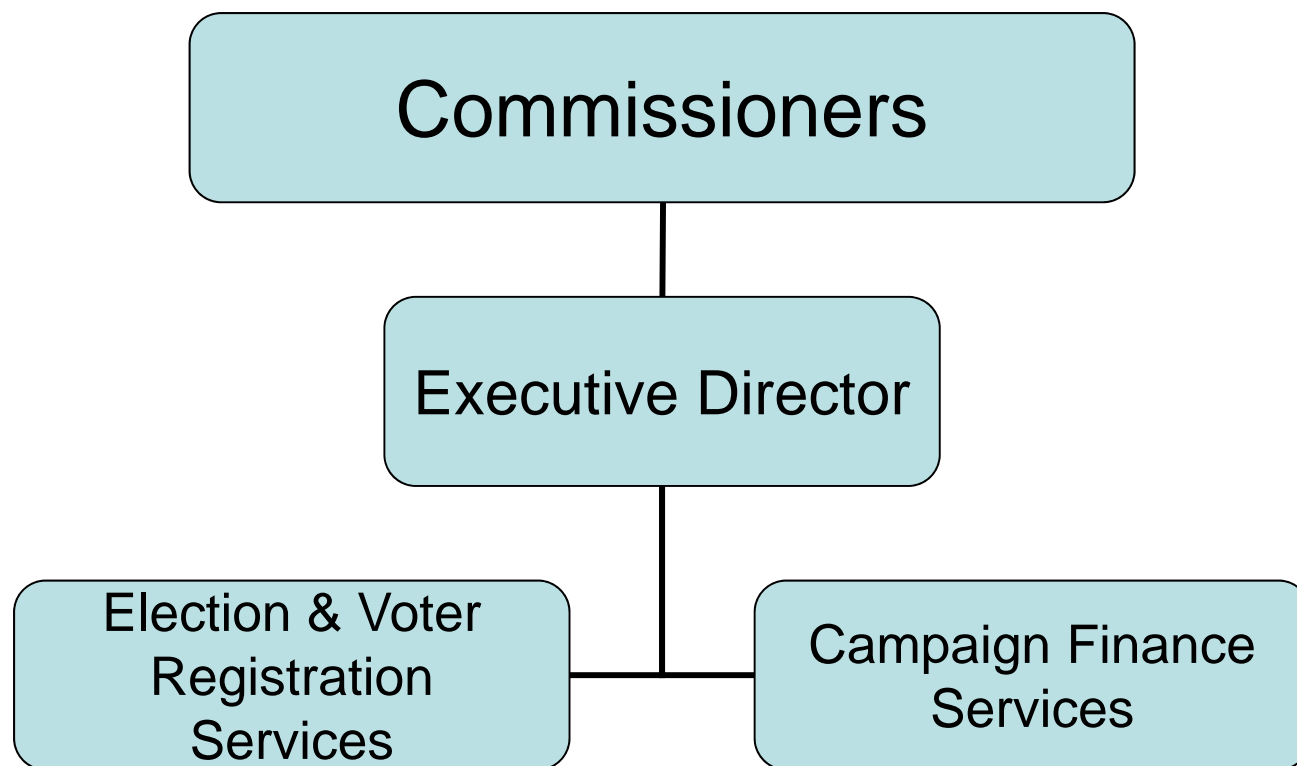 Commissioners
Executive Director
Election & Voter
Registration
Services
Campaign Finance
Services